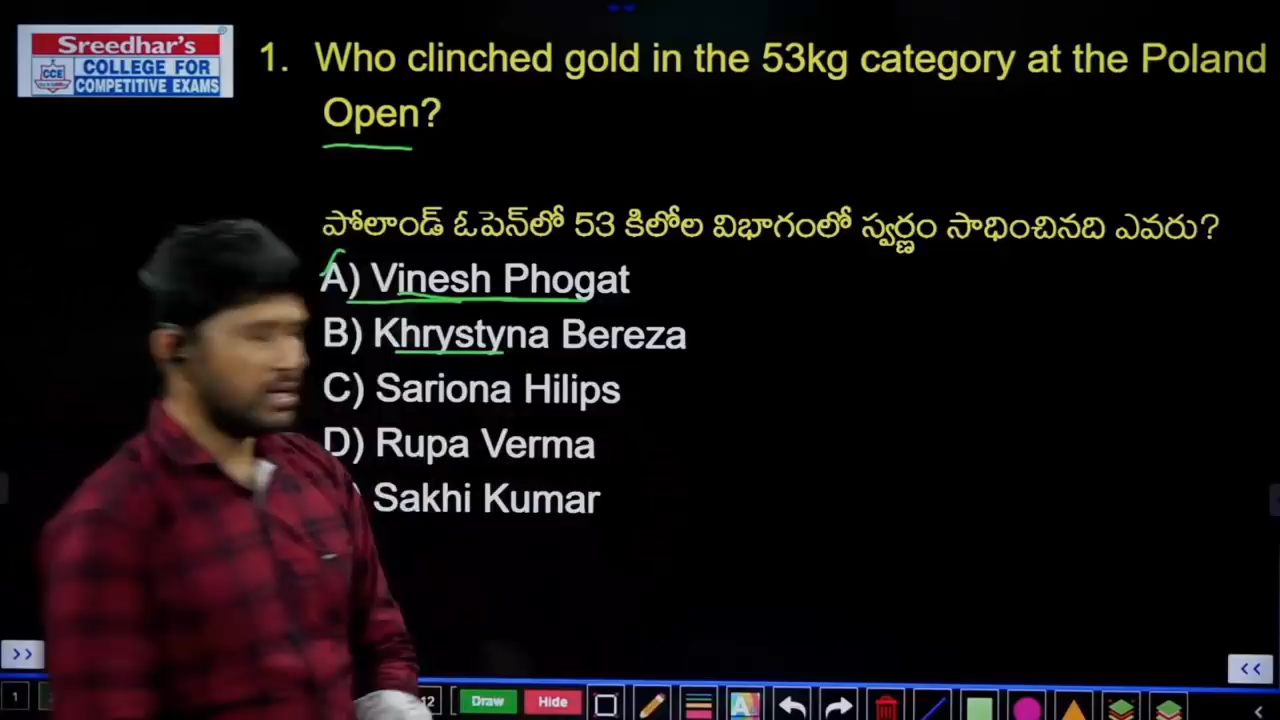 Sreedhar's
CCE
COLLEGE FOR
COMPETITIVE EXAMS
1. Who clinched gold in the 53kg category at the Poland
Open?
పోలాండ్ ఓపెన్‌లో 53 కిలోల విభాగంలో స్వర్ణం సాధించినది ఎవరు?
A) Vinesh Phogat
B) Khrystyna Bereza
C) Sariona Hilips
D) Rupa Verma
) Sakhi Kumar
>>
<<
1
12
Draw
Hide